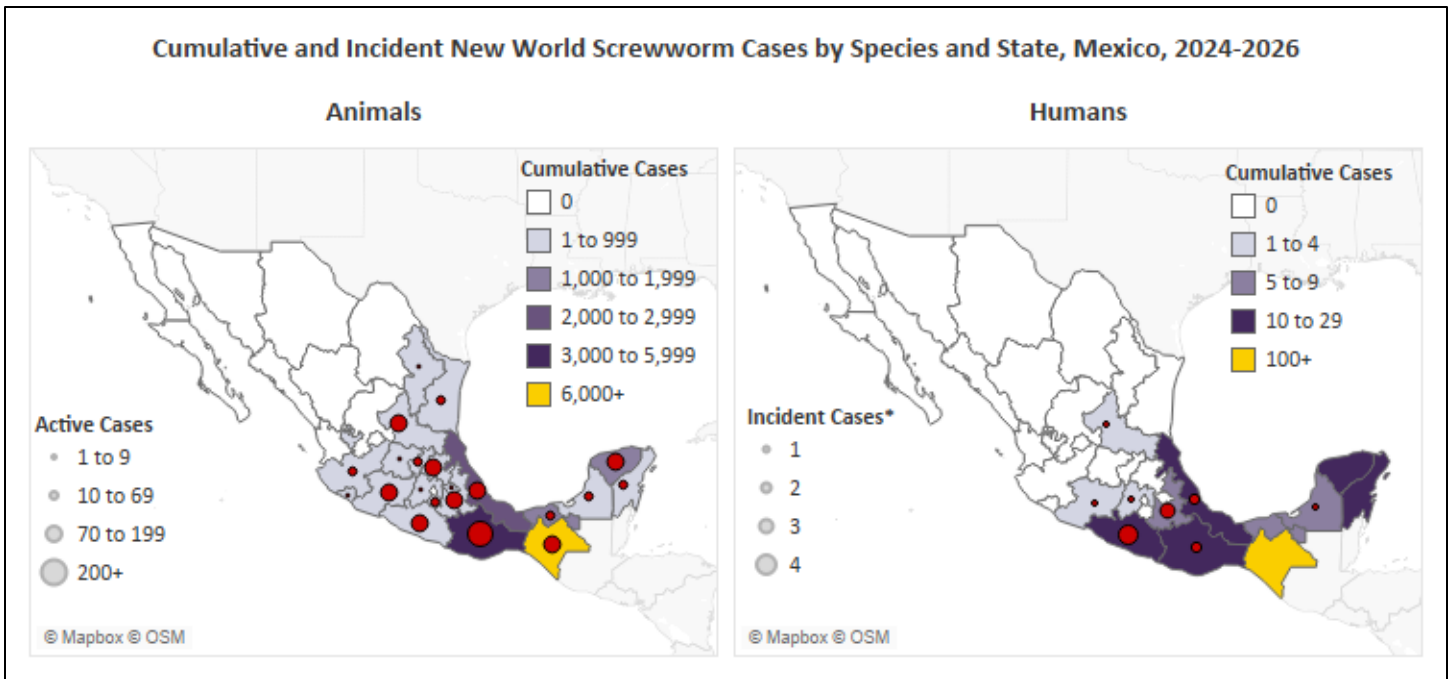 Cumulative and Incident New World Screwworm Cases by Species and State, Mexico, 2024-2026
Animals
Cumulative Cases
0
1 to 999
1,000 to 1,999
2,000 to 2,999
3,000 to 5,999
6,000+
Active Cases
1 to 9
10 to 69
70 to 199
200+
© Mapbox © OSM
Humans
Cumulative Cases
0
1 to 4
5 to 9
10 to 29
100+
Incident Cases*
1
2
3
4
© Mapbox © OSM